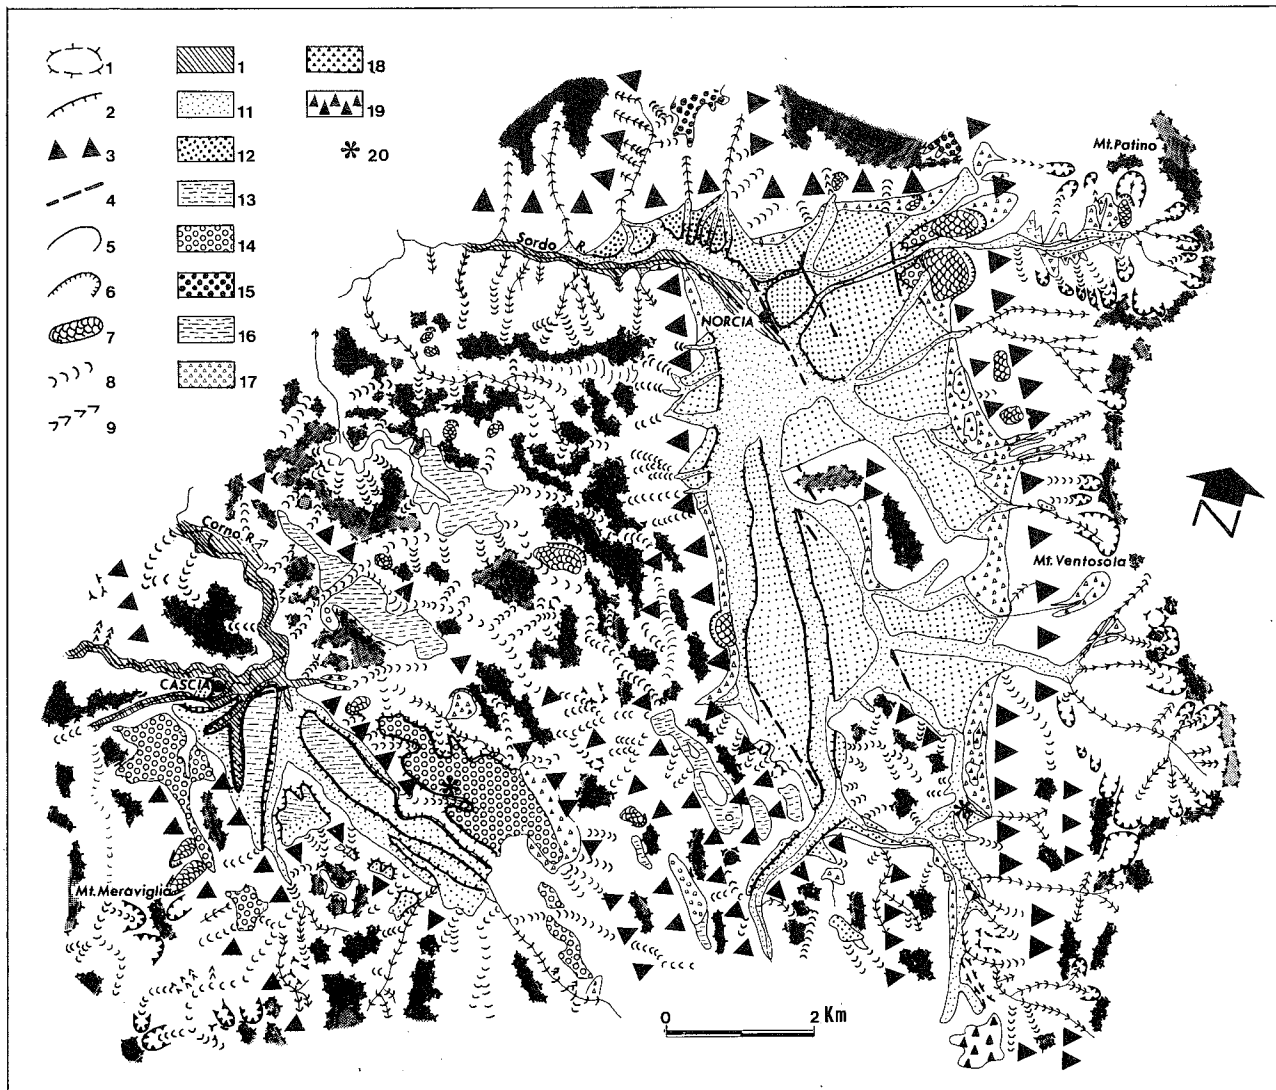 1
2
3
4
5
6
7
8
9
1
11
12
13
14
15
16
17
18
19
20
Mt. Patino
Sordo R.
NORCIA
Corno R.
Mt. Ventosola
N
CASCIA
Mt. Meraviglia
0 2 Km